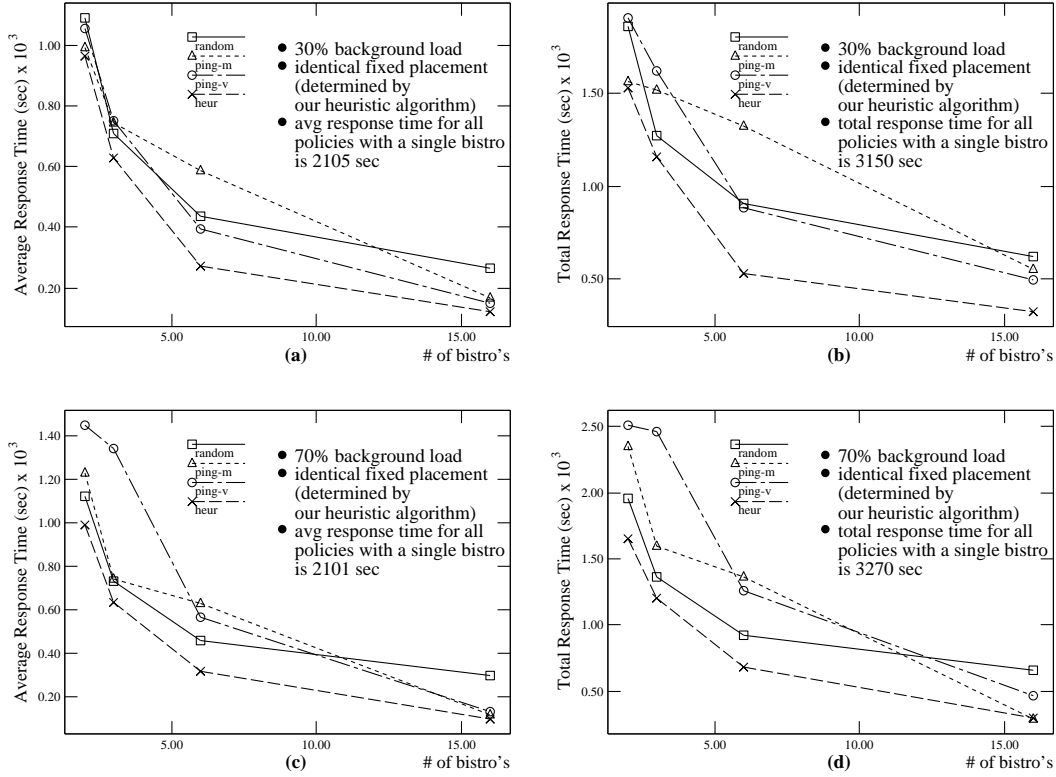 Average Response Time (sec) x 10^3
1.00
0.80
0.60
0.40
0.20
random
ping-m
ping-v
heur
● 30% background load
● identical fixed placement
(determined by
our heuristic algorithm)
● avg response time for all
policies with a single bistro
is 2105 sec
5.00
10.00
15.00
(a)
# of bistro's
Total Response Time (sec) x 10^3
1.50
1.00
0.50
random
ping-m
ping-v
heur
● 30% background load
● identical fixed placement
(determined by
our heuristic algorithm)
● total response time for all
policies with a single bistro
is 3150 sec
5.00
10.00
15.00
(b)
# of bistro's
Average Response Time (sec) x 10^3
1.40
1.20
1.00
0.80
0.60
0.40
0.20
random
ping-m
ping-v
heur
● 70% background load
● identical fixed placement
(determined by
our heuristic algorithm)
● avg response time for all
policies with a single bistro
is 2101 sec
5.00
10.00
15.00
(c)
# of bistro's
Total Response Time (sec) x 10^3
2.50
2.00
1.50
1.00
0.50
random
ping-m
ping-v
heur
● 70% background load
● identical fixed placement
(determined by
our heuristic algorithm)
● total response time for all
policies with a single bistro
is 3270 sec
5.00
10.00
15.00
(d)
# of bistro's